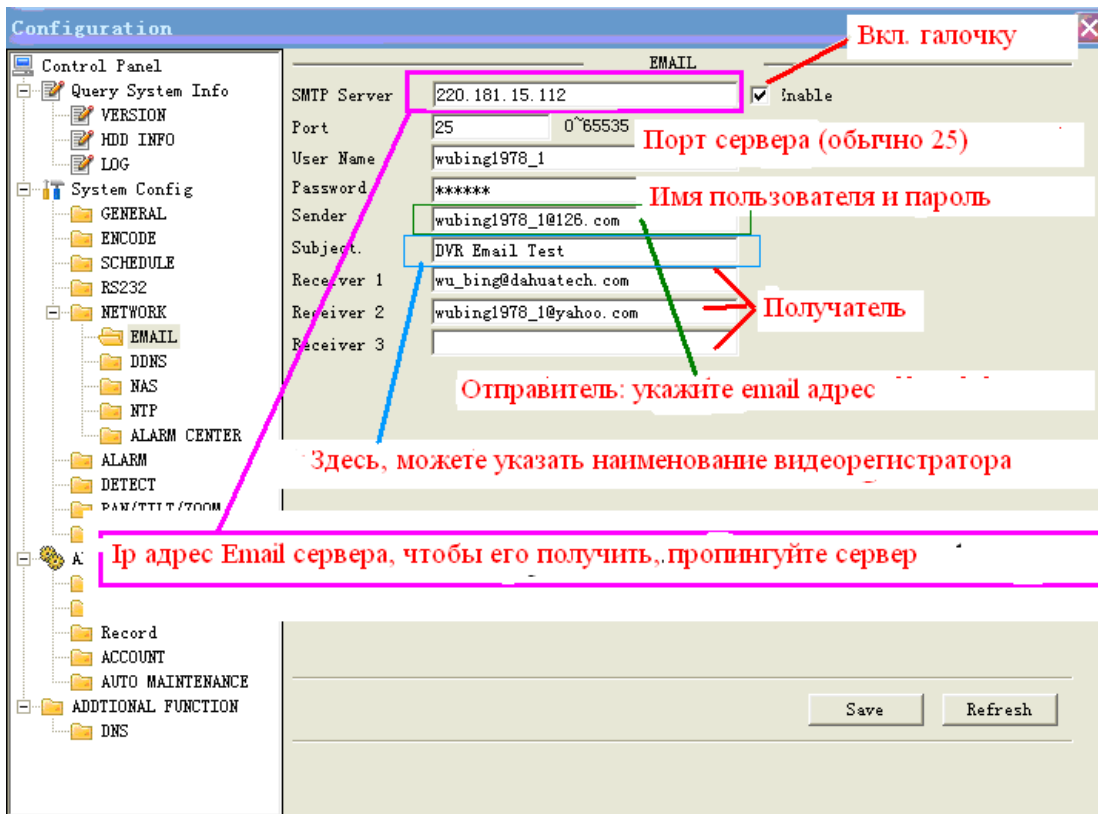 Configuration
Вкл. галочку
Control Panel
Query System Info
VERSION
HDD INFO
LOG
System Config
GENERAL
ENCODE
SCHEDULE
RS232
NETWORK
EMAIL
DDNS
NAS
NTP
ALARM CENTER
ALARM
DETECT
PAN/TILT/ZOOM
A
Record
ACCOUNT
AUTO MAINTENANCE
ADDTIONAL FUNCTION
DNS
EMAIL
SMTP Server 220.181.15.112 Enable
Port 25 0~65535
Порт сервера (обычно 25)
User Name wubing1978_1
Password ******
Имя пользователя и пароль
Sender wubing1978_1@126.com
Subject. DVR Email Test
Receiver 1 wu_bing@dahuatech.com
Receiver 2 wubing1978_1@yahoo.com
Получатель
Receiver 3
Отправитель: укажите email адрес
Здесь, можете указать наименование видеорегистратора
Ip адрес Email сервера, чтобы его получить, пропингуйте сервер
Save Refresh